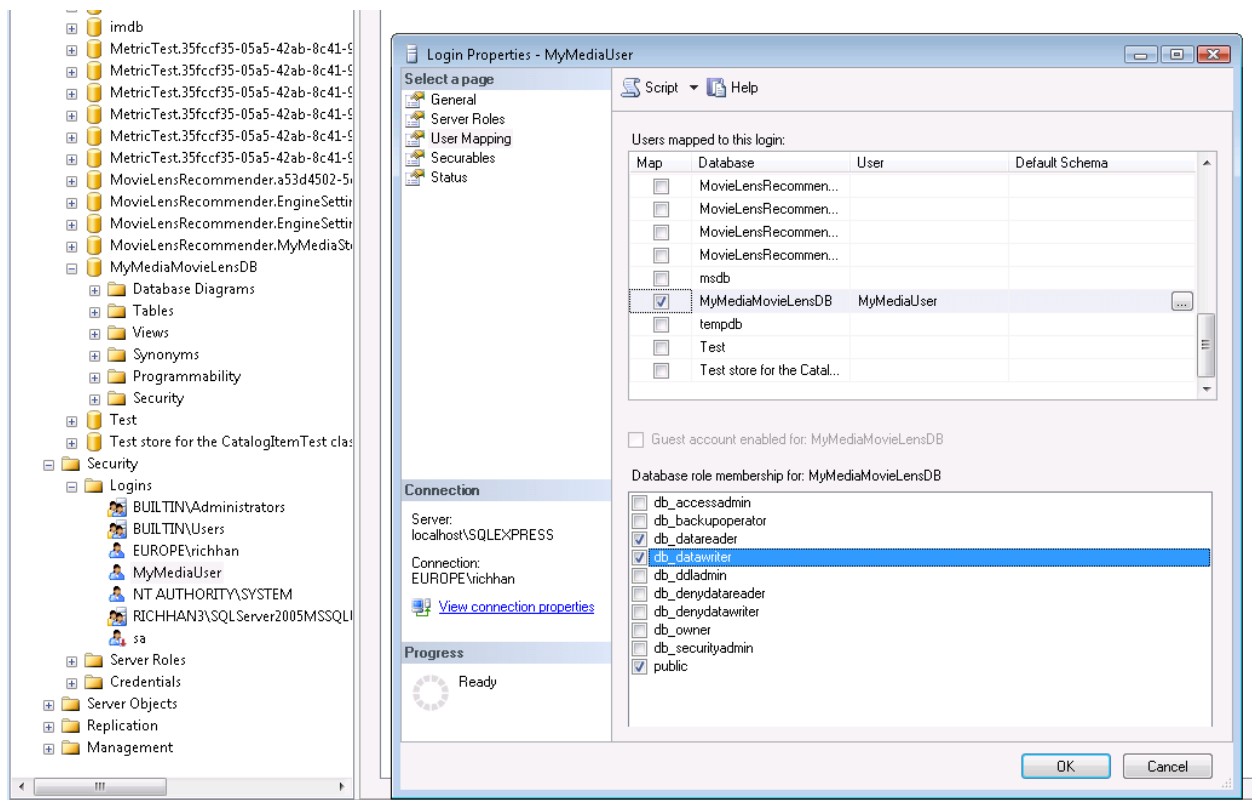 imdb
MetricTest.35fccf35-05a5-42ab-8c41-9
MetricTest.35fccf35-05a5-42ab-8c41-9
MetricTest.35fccf35-05a5-42ab-8c41-9
MetricTest.35fccf35-05a5-42ab-8c41-9
MetricTest.35fccf35-05a5-42ab-8c41-9
MetricTest.35fccf35-05a5-42ab-8c41-9
MovieLensRecommender.a53d4502-5
MovieLensRecommender.EngineSettin
MovieLensRecommender.EngineSettin
MovieLensRecommender.MyMediaSt
MyMediaMovieLensDB
Database Diagrams
Tables
Views
Synonyms
Programmability
Security
Test
Test store for the CatalogItemTest clas
Security
Logins
BUILTIN\Administrators
BUILTIN\Users
EUROPE\richhan
MyMediaUser
NT AUTHORITY\SYSTEM
RICHHAN3\SQLServer2005MSSQL
sa
Server Roles
Credentials
Server Objects
Replication
Management
Login Properties - MyMediaUser
Select a page
General
Server Roles
User Mapping
Securables
Status
Connection
Server:
localhost\SQLEXPRESS
Connection:
EUROPE\richhan
View connection properties
Progress
Ready
Script Help
Users mapped to this login:
Map Database User Default Schema
MovieLensRecommen...
MovieLensRecommen...
MovieLensRecommen...
MovieLensRecommen...
msdb
MyMediaMovieLensDB MyMediaUser ...
tempdb
Test
Test store for the Catal...
Guest account enabled for: MyMediaMovieLensDB
Database role membership for: MyMediaMovieLensDB
db_accessadmin
db_backupoperator
db_datareader
db_datawriter
db_ddladmin
db_denydatareader
db_denydatawriter
db_owner
db_securityadmin
public
OK Cancel